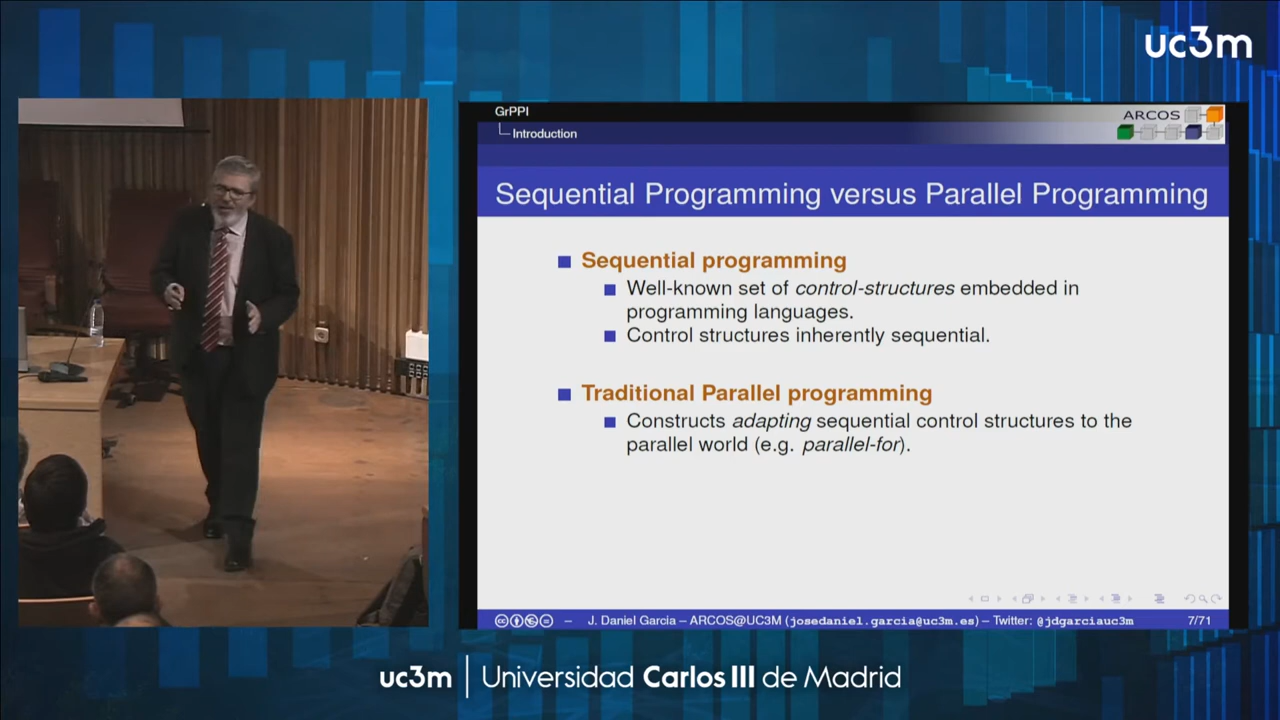 uc3m
GrPPI
Introduction
ARCOS
Sequential Programming versus Parallel Programming
Sequential programming
Well-known set of control-structures embedded in
programming languages.
Control structures inherently sequential.
Traditional Parallel programming
Constructs adapting sequential control structures to the
parallel world (e.g. parallel-for).
– J. Daniel Garcia – ARCOS@UC3M (josedaniel.garcia@uc3m.es) – Twitter: @jdgarciauc3m 7/71
uc3m | Universidad Carlos III de Madrid